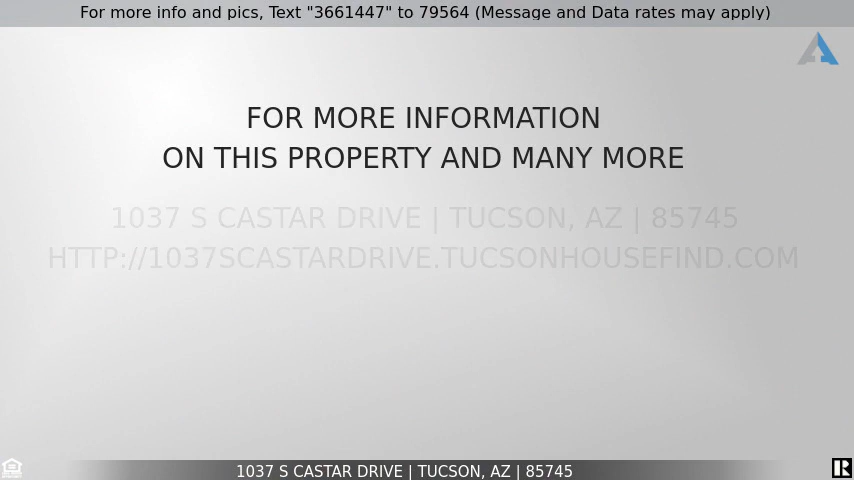 For more info and pics, Text "3661447" to 79564 (Message and Data rates may apply)
FOR MORE INFORMATION
ON THIS PROPERTY AND MANY MORE
1037 S CASTAR DRIVE | TUCSON, AZ | 85745
HTTP://1037SCASTARDRIVE.TUCSONHOUSEFIND.COM
1037 S CASTAR DRIVE | TUCSON, AZ | 85745